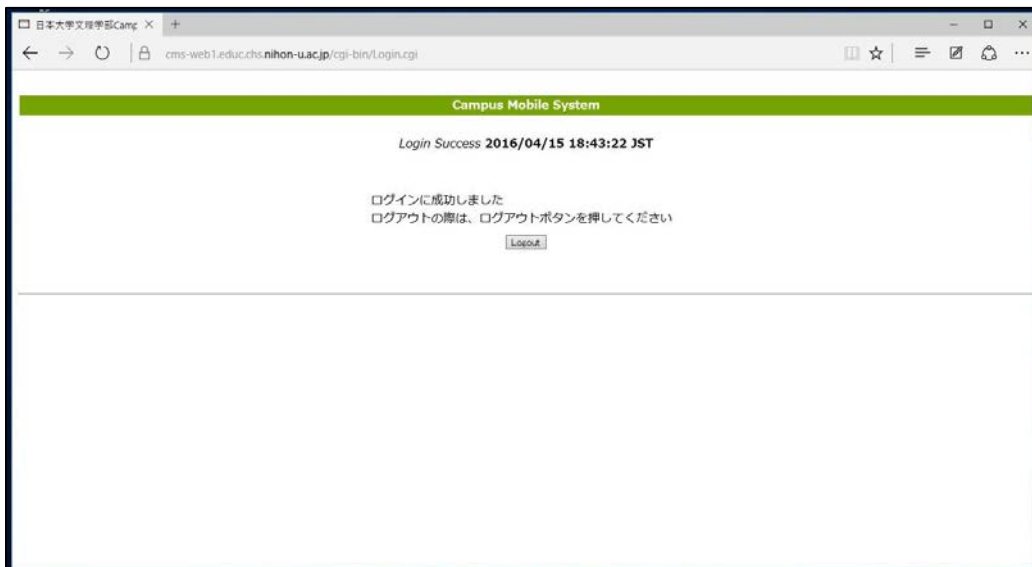 日本大学文理学部Camp
cms-web1.educ.chs.nihon-u.ac.jp/cgi-bin/Login.cgi
Campus Mobile System
Login Success 2016/04/15 18:43:22 JST
ログインに成功しました
ログアウトの際は、ログアウトボタンを押してください
Logout